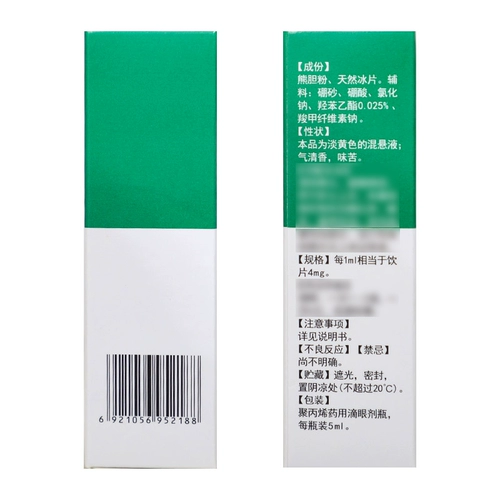 6 921056 952188
【成份】
熊胆粉、天然冰片。辅
料:硼砂、硼酸、氯化
钠、羟苯乙酯0.025%、
羧甲纤维素钠。
【性状】
本品为淡黄色的混悬液;
气清香,味苦。
【规格】每1ml相当于饮
片4mg。
【注意事项】
详见说明书。
【不良反应】【禁忌】
尚不明确。
【贮藏】遮光,密封,
置阴凉处(不超过20℃)。
【包装】
聚丙烯药用滴眼剂瓶,
每瓶装5ml。